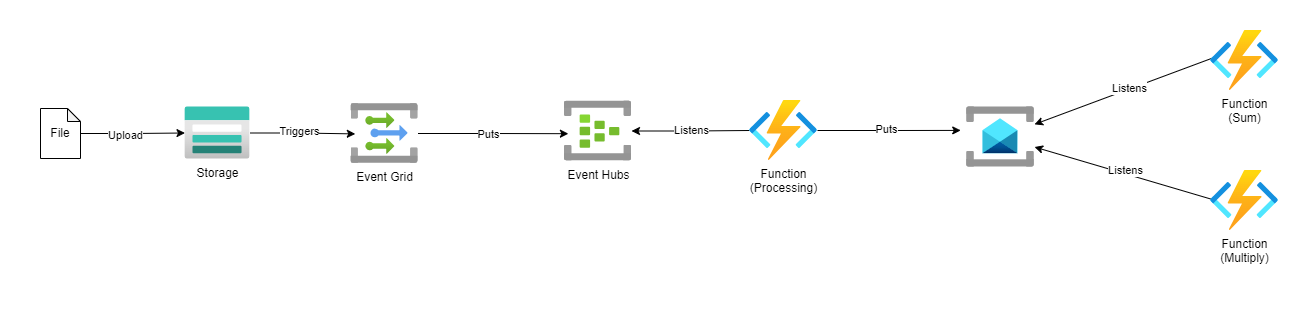 File
Upload
Storage
Triggers
Event Grid
Puts
Event Hubs
Listens
Function
(Processing)
Puts
Listens
Function
(Sum)
Listens
Function
(Multiply)